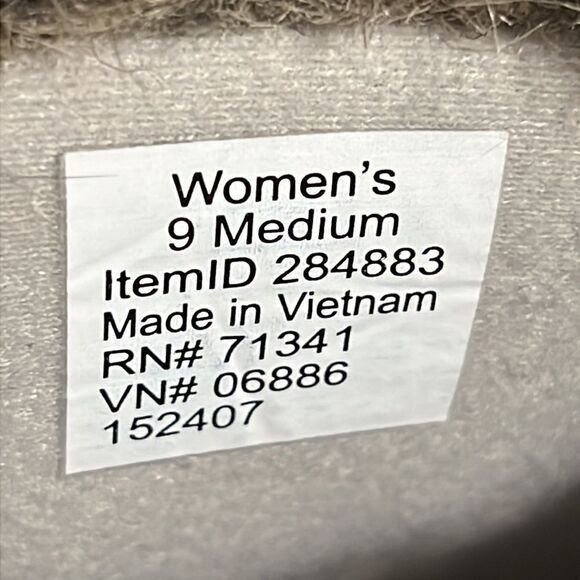 Women's
9 Medium
ItemID 284883
Made in Vietnam
RN# 71341
VN# 06886
152407